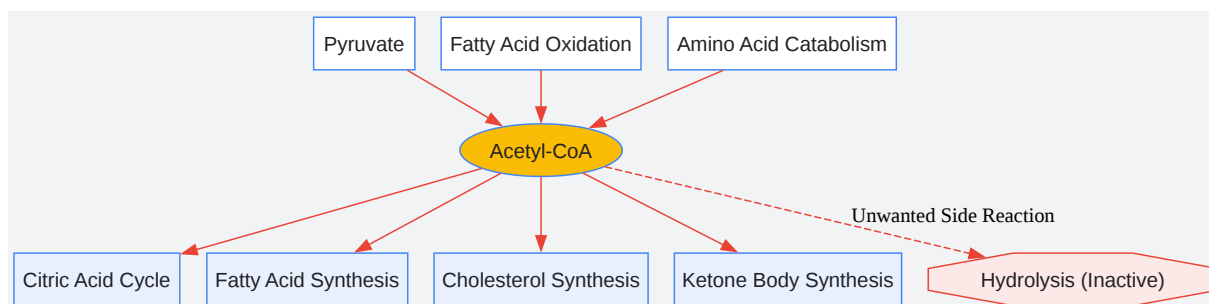 Pyruvate
Fatty Acid Oxidation
Amino Acid Catabolism
Acetyl-CoA
Unwanted Side Reaction
Citric Acid Cycle
Fatty Acid Synthesis
Cholesterol Synthesis
Ketone Body Synthesis
Hydrolysis (Inactive)